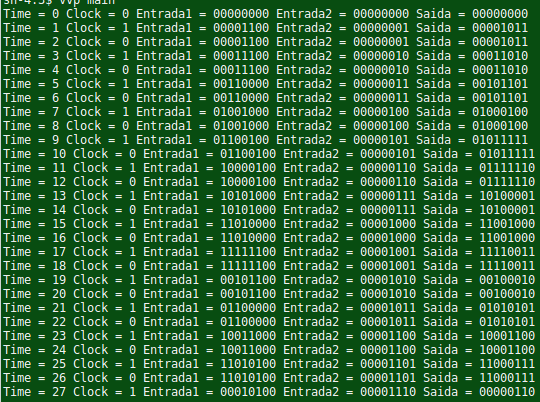 sh-4.3$ vvp main
Time = 0 Clock = 0 Entrada1 = 00000000 Entrada2 = 00000000 Saida = 00000000
Time = 1 Clock = 1 Entrada1 = 00001100 Entrada2 = 00000001 Saida = 00001011
Time = 2 Clock = 0 Entrada1 = 00001100 Entrada2 = 00000001 Saida = 00001011
Time = 3 Clock = 1 Entrada1 = 00011100 Entrada2 = 00000010 Saida = 00011010
Time = 4 Clock = 0 Entrada1 = 00011100 Entrada2 = 00000010 Saida = 00011010
Time = 5 Clock = 1 Entrada1 = 00110000 Entrada2 = 00000011 Saida = 00101101
Time = 6 Clock = 0 Entrada1 = 00110000 Entrada2 = 00000011 Saida = 00101101
Time = 7 Clock = 1 Entrada1 = 01001000 Entrada2 = 00000100 Saida = 01000100
Time = 8 Clock = 0 Entrada1 = 01001000 Entrada2 = 00000100 Saida = 01000100
Time = 9 Clock = 1 Entrada1 = 01100100 Entrada2 = 00000101 Saida = 01011111
Time = 10 Clock = 0 Entrada1 = 01100100 Entrada2 = 00000101 Saida = 01011111
Time = 11 Clock = 1 Entrada1 = 10000100 Entrada2 = 00000110 Saida = 01111110
Time = 12 Clock = 0 Entrada1 = 10000100 Entrada2 = 00000110 Saida = 01111110
Time = 13 Clock = 1 Entrada1 = 10101000 Entrada2 = 00000111 Saida = 10100001
Time = 14 Clock = 0 Entrada1 = 10101000 Entrada2 = 00000111 Saida = 10100001
Time = 15 Clock = 1 Entrada1 = 11010000 Entrada2 = 00001000 Saida = 11001000
Time = 16 Clock = 0 Entrada1 = 11010000 Entrada2 = 00001000 Saida = 11001000
Time = 17 Clock = 1 Entrada1 = 11111100 Entrada2 = 00001001 Saida = 11110011
Time = 18 Clock = 0 Entrada1 = 11111100 Entrada2 = 00001001 Saida = 11110011
Time = 19 Clock = 1 Entrada1 = 00101100 Entrada2 = 00001010 Saida = 00100010
Time = 20 Clock = 0 Entrada1 = 00101100 Entrada2 = 00001010 Saida = 00100010
Time = 21 Clock = 1 Entrada1 = 01100000 Entrada2 = 00001011 Saida = 01010101
Time = 22 Clock = 0 Entrada1 = 01100000 Entrada2 = 00001011 Saida = 01010101
Time = 23 Clock = 1 Entrada1 = 10011000 Entrada2 = 00001100 Saida = 10001100
Time = 24 Clock = 0 Entrada1 = 10011000 Entrada2 = 00001100 Saida = 10001100
Time = 25 Clock = 1 Entrada1 = 11010100 Entrada2 = 00001101 Saida = 11000111
Time = 26 Clock = 0 Entrada1 = 11010100 Entrada2 = 00001101 Saida = 11000111
Time = 27 Clock = 1 Entrada1 = 00010100 Entrada2 = 00001110 Saida = 00000110